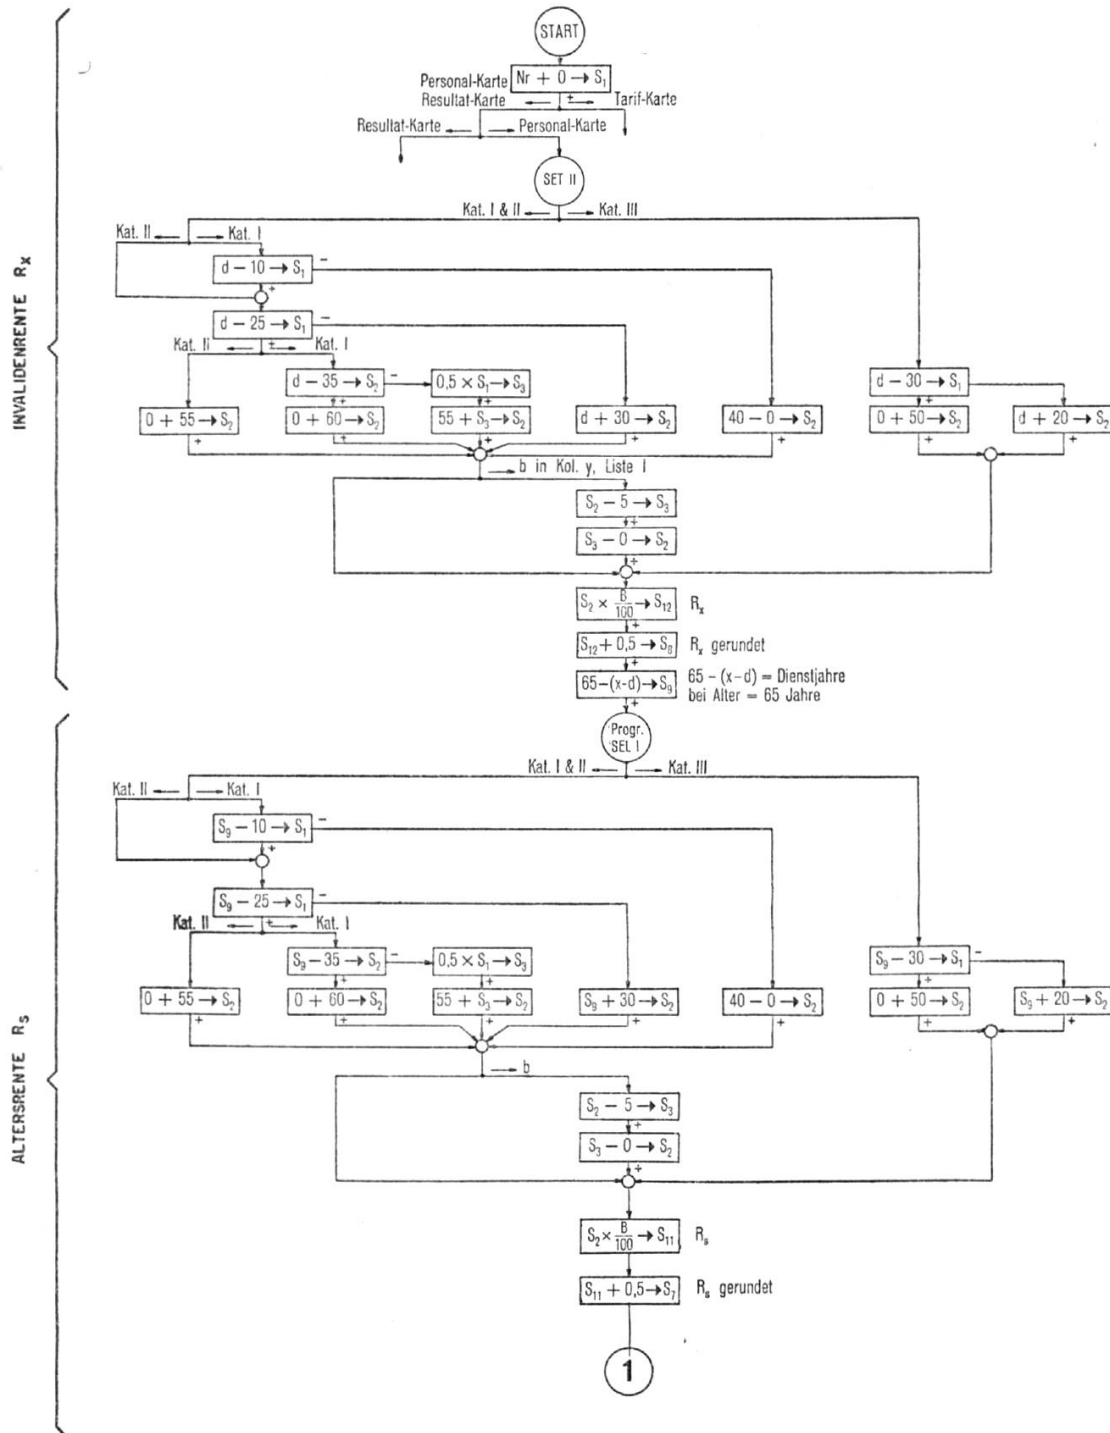 START
Nr + 0 → S₁
Personal-Karte
Resultat-Karte ← ± → Tarif-Karte
Resultat-Karte ← → Personal-Karte
SET II
Kat. I & II ← → Kat. III
Kat. II ← → Kat. I
d − 10 → S₁ −
+
d − 25 → S₁ −
Kat. II ← ± → Kat. I
d − 35 → S₂ − 0,5 × S₁ → S₃ d − 30 → S₁
+ + +
0 + 55 → S₂ 0 + 60 → S₂ 55 + S₃ → S₂ d + 30 → S₂ 40 − 0 → S₂ 0 + 50 → S₂ d + 20 → S₂
+ + + + + + +
→ b in Kol. y, Liste I
S₂ − 5 → S₃
+
S₃ − 0 → S₂
+
S₂ × B/100 → S₁₂ Rₓ
+
S₁₂ + 0,5 → S₈ Rₓ gerundet
+
65 − (x-d) → S₉ 65 − (x−d) = Dienstjahre
bei Alter = 65 Jahre
+
INVALIDENRENTE Rₓ
Progr.
SEL I
Kat. I & II ← → Kat. III
Kat. II ← → Kat. I
S₉ − 10 → S₁ −
+
S₉ − 25 → S₁ −
Kat. II ← ± → Kat. I
S₉ − 35 → S₂ − 0,5 × S₁ → S₃ S₉ − 30 → S₁ −
+ + +
0 + 55 → S₂ 0 + 60 → S₂ 55 + S₃ → S₂ S₉ + 30 → S₂ 40 − 0 → S₂ 0 + 50 → S₂ S₉ + 20 → S₂
+ + + + + + +
→ b
S₂ − 5 → S₃
+
S₃ − 0 → S₂
+
S₂ × B/100 → S₁₁ Rₛ
S₁₁ + 0,5 → S₇ Rₛ gerundet
1
ALTERSRENTE Rₛ